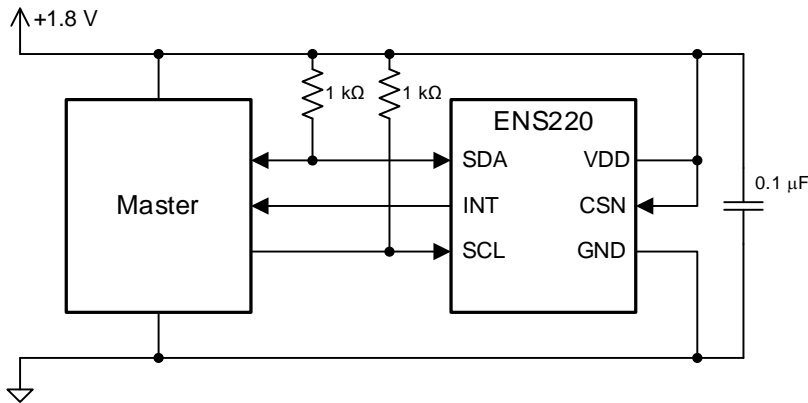 +1.8 V
1 kΩ
1 kΩ
ENS220
SDA
VDD
Master
INT
CSN
0.1 μF
SCL
GND